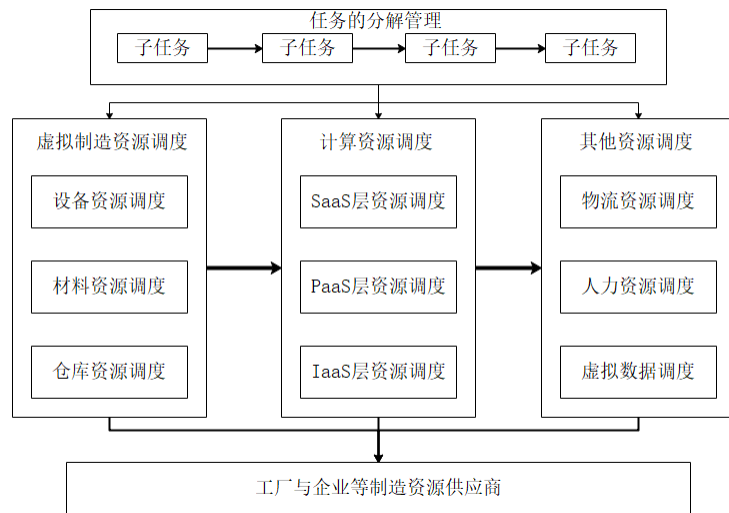 任务的分解管理
子任务
子任务
子任务
子任务
虚拟制造资源调度
设备资源调度
材料资源调度
仓库资源调度
计算资源调度
SaaS层资源调度
PaaS层资源调度
IaaS层资源调度
其他资源调度
物流资源调度
人力资源调度
虚拟数据调度
工厂与企业等制造资源供应商